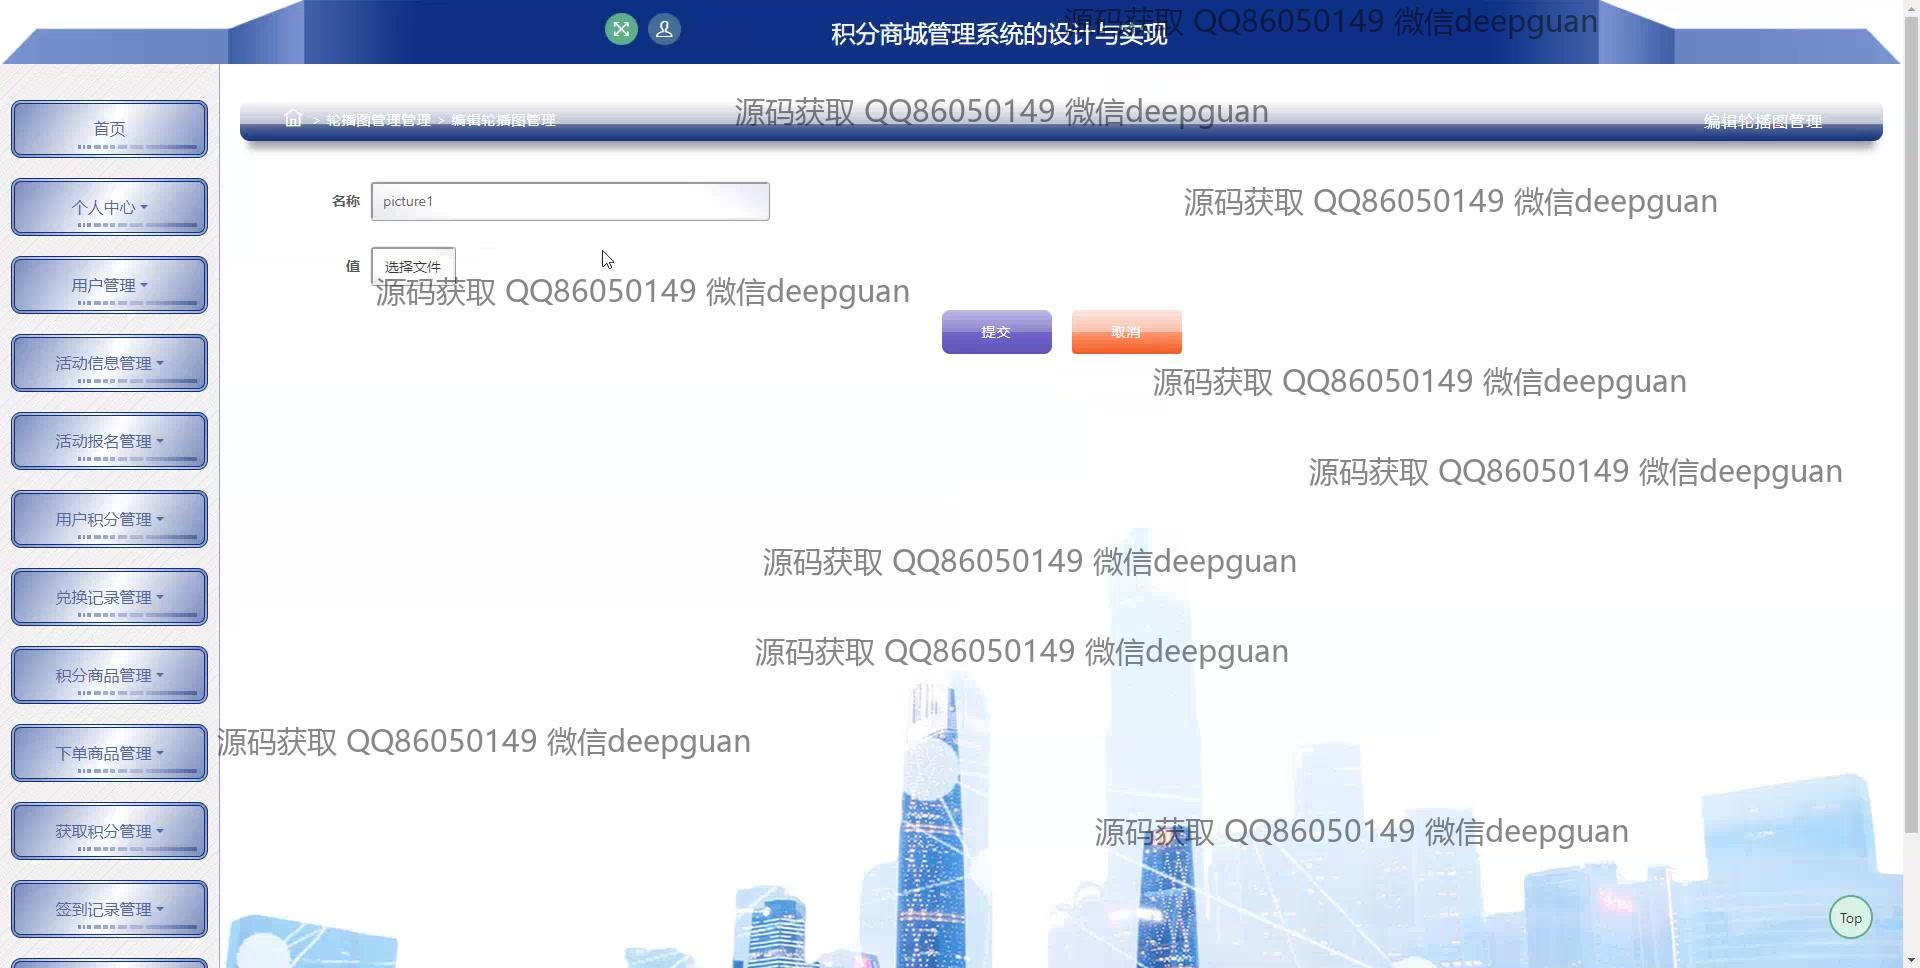 积分商城管理系统的设计与实现
源码获取 QQ86050149 微信deepguan
首页
源码获取 QQ86050149 微信deepguan
> 轮播图管理管理 > 编辑轮播图管理
编辑轮播图管理
个人中心
名称 picture1
源码获取 QQ86050149 微信deepguan
值 选择文件
用户管理
源码获取 QQ86050149 微信deepguan
提交 取消
活动信息管理
源码获取 QQ86050149 微信deepguan
活动报名管理
源码获取 QQ86050149 微信deepguan
用户积分管理
源码获取 QQ86050149 微信deepguan
兑换记录管理
源码获取 QQ86050149 微信deepguan
积分商品管理
源码获取 QQ86050149 微信deepguan
下单商品管理
获取积分管理
源码获取 QQ86050149 微信deepguan
签到记录管理
Top